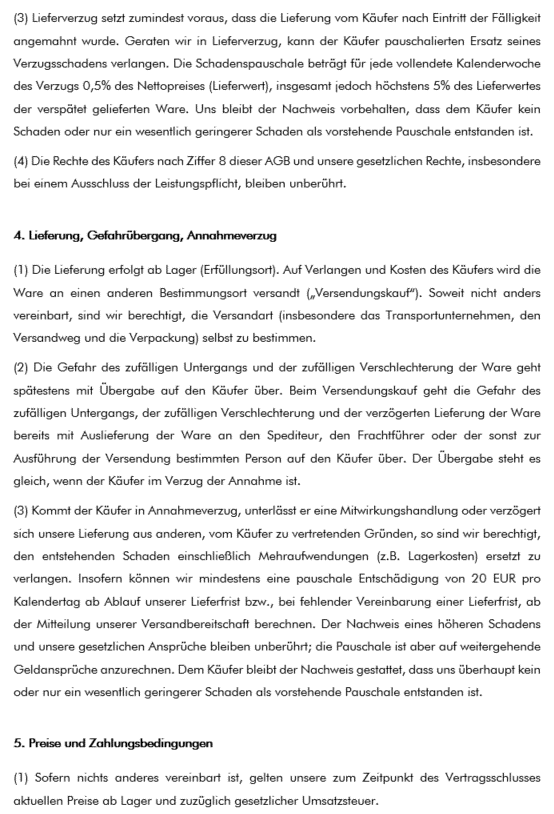 (3) Lieferverzug setzt zumindest voraus, dass die Lieferung vom Käufer nach Eintritt der Fälligkeit
angemahnt wurde. Geraten wir in Lieferverzug, kann der Käufer pauschalierten Ersatz seines
Verzugsschadens verlangen. Die Schadenspauschale beträgt für jede vollendete Kalenderwoche
des Verzugs 0,5% des Nettopreises (Lieferwert), insgesamt jedoch höchstens 5% des Lieferwertes
der verspätet gelieferten Ware. Uns bleibt der Nachweis vorbehalten, dass dem Käufer kein
Schaden oder nur ein wesentlich geringerer Schaden als vorstehende Pauschale entstanden ist.
(4) Die Rechte des Käufers nach Ziffer 8 dieser AGB und unsere gesetzlichen Rechte, insbesondere
bei einem Ausschluss der Leistungspflicht, bleiben unberührt.
4. Lieferung, Gefahrübergang, Annahmeverzug
(1) Die Lieferung erfolgt ab Lager (Erfüllungsort). Auf Verlangen und Kosten des Käufers wird die
Ware an einen anderen Bestimmungsort versandt („Versendungskauf“). Soweit nicht anders
vereinbart, sind wir berechtigt, die Versandart (insbesondere das Transportunternehmen, den
Versandweg und die Verpackung) selbst zu bestimmen.
(2) Die Gefahr des zufälligen Untergangs und der zufälligen Verschlechterung der Ware geht
spätestens mit Übergabe auf den Käufer über. Beim Versendungskauf geht die Gefahr des
zufälligen Untergangs, der zufälligen Verschlechterung und der verzögerten Lieferung der Ware
bereits mit Auslieferung der Ware an den Spediteur, den Frachtführer oder der sonst zur
Ausführung der Versendung bestimmten Person auf den Käufer über. Der Übergabe steht es
gleich, wenn der Käufer im Verzug der Annahme ist.
(3) Kommt der Käufer in Annahmeverzug, unterlässt er eine Mitwirkungshandlung oder verzögert
sich unsere Lieferung aus anderen, vom Käufer zu vertretenden Gründen, so sind wir berechtigt,
den entstehenden Schaden einschließlich Mehraufwendungen (z.B. Lagerkosten) ersetzt zu
verlangen. Insofern können wir mindestens eine pauschale Entschädigung von 20 EUR pro
Kalendertag ab Ablauf unserer Lieferfrist bzw., bei fehlender Vereinbarung einer Lieferfrist, ab
der Mitteilung unserer Versandbereitschaft berechnen. Der Nachweis eines höheren Schadens
und unsere gesetzlichen Ansprüche bleiben unberührt; die Pauschale ist aber auf weitergehende
Geldansprüche anzurechnen. Dem Käufer bleibt der Nachweis gestattet, dass uns überhaupt kein
oder nur ein wesentlich geringerer Schaden als vorstehende Pauschale entstanden ist.
5. Preise und Zahlungsbedingungen
(1) Sofern nichts anderes vereinbart ist, gelten unsere zum Zeitpunkt des Vertragsschlusses
aktuellen Preise ab Lager und zuzüglich gesetzlicher Umsatzsteuer.